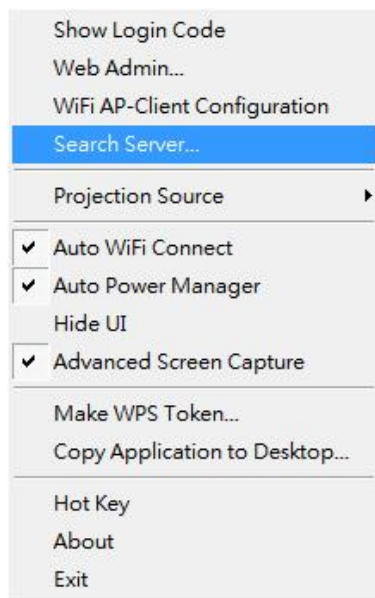 Show Login Code
Web Admin...
WiFi AP-Client Configuration
Search Server...
Projection Source
Auto WiFi Connect
Auto Power Manager
Hide UI
Advanced Screen Capture
Make WPS Token...
Copy Application to Desktop...
Hot Key
About
Exit